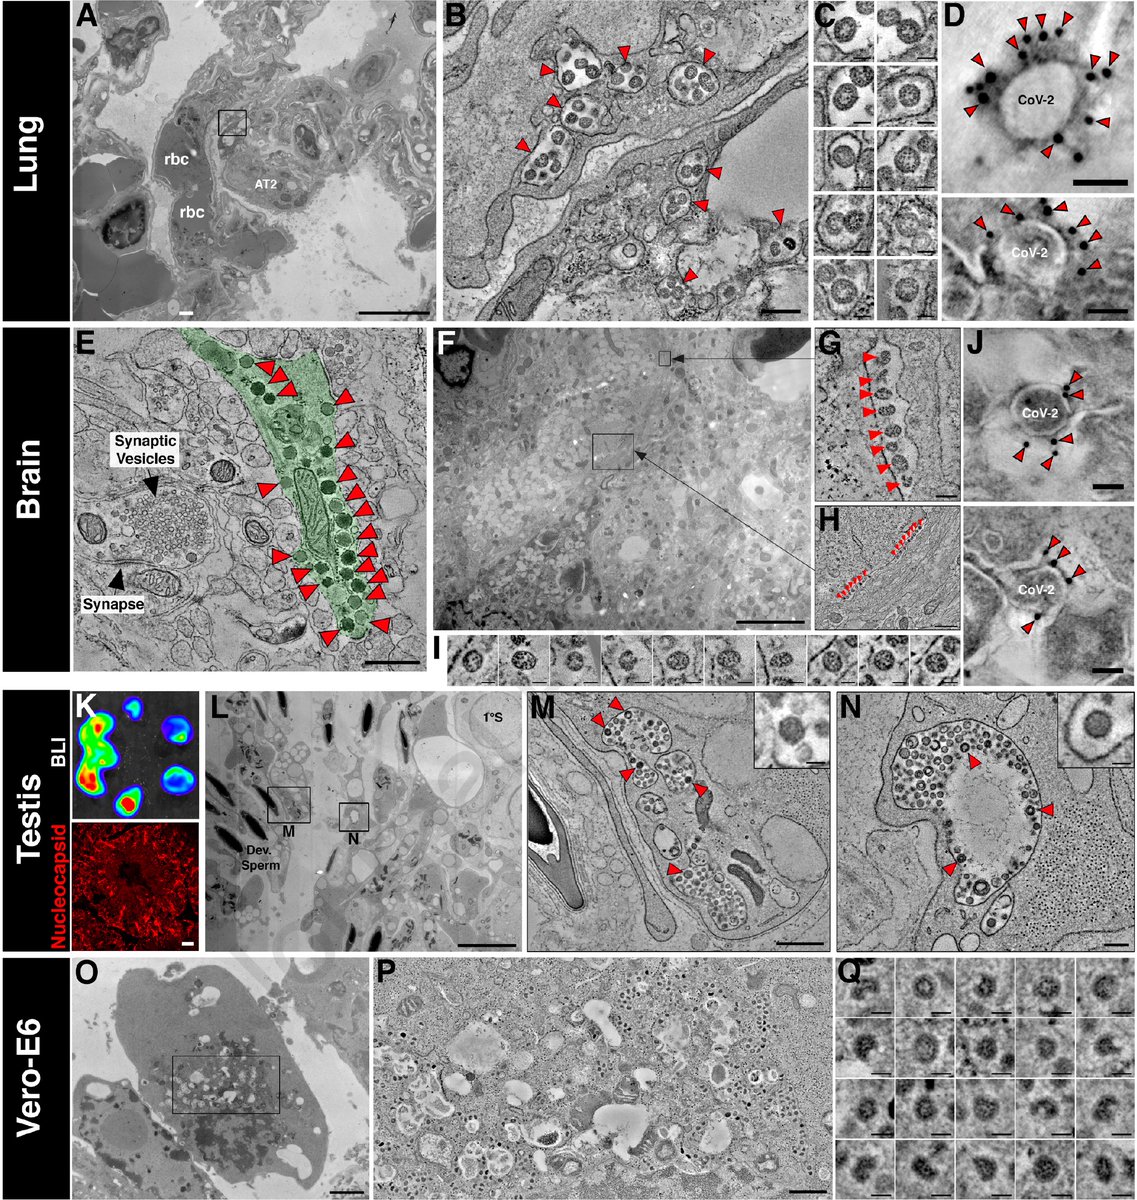 Lung
A
rbc
rbc
AT2
B
C
D
CoV-2
CoV-2
Brain
E
Synaptic
Vesicles
Synapse
F
G
H
I
J
CoV-2
CoV-2
Testis
K
BLI
Nucleocapsid
L
M
N
Dev.
Sperm
1°S
M
N
Vero-E6
O
P
Q